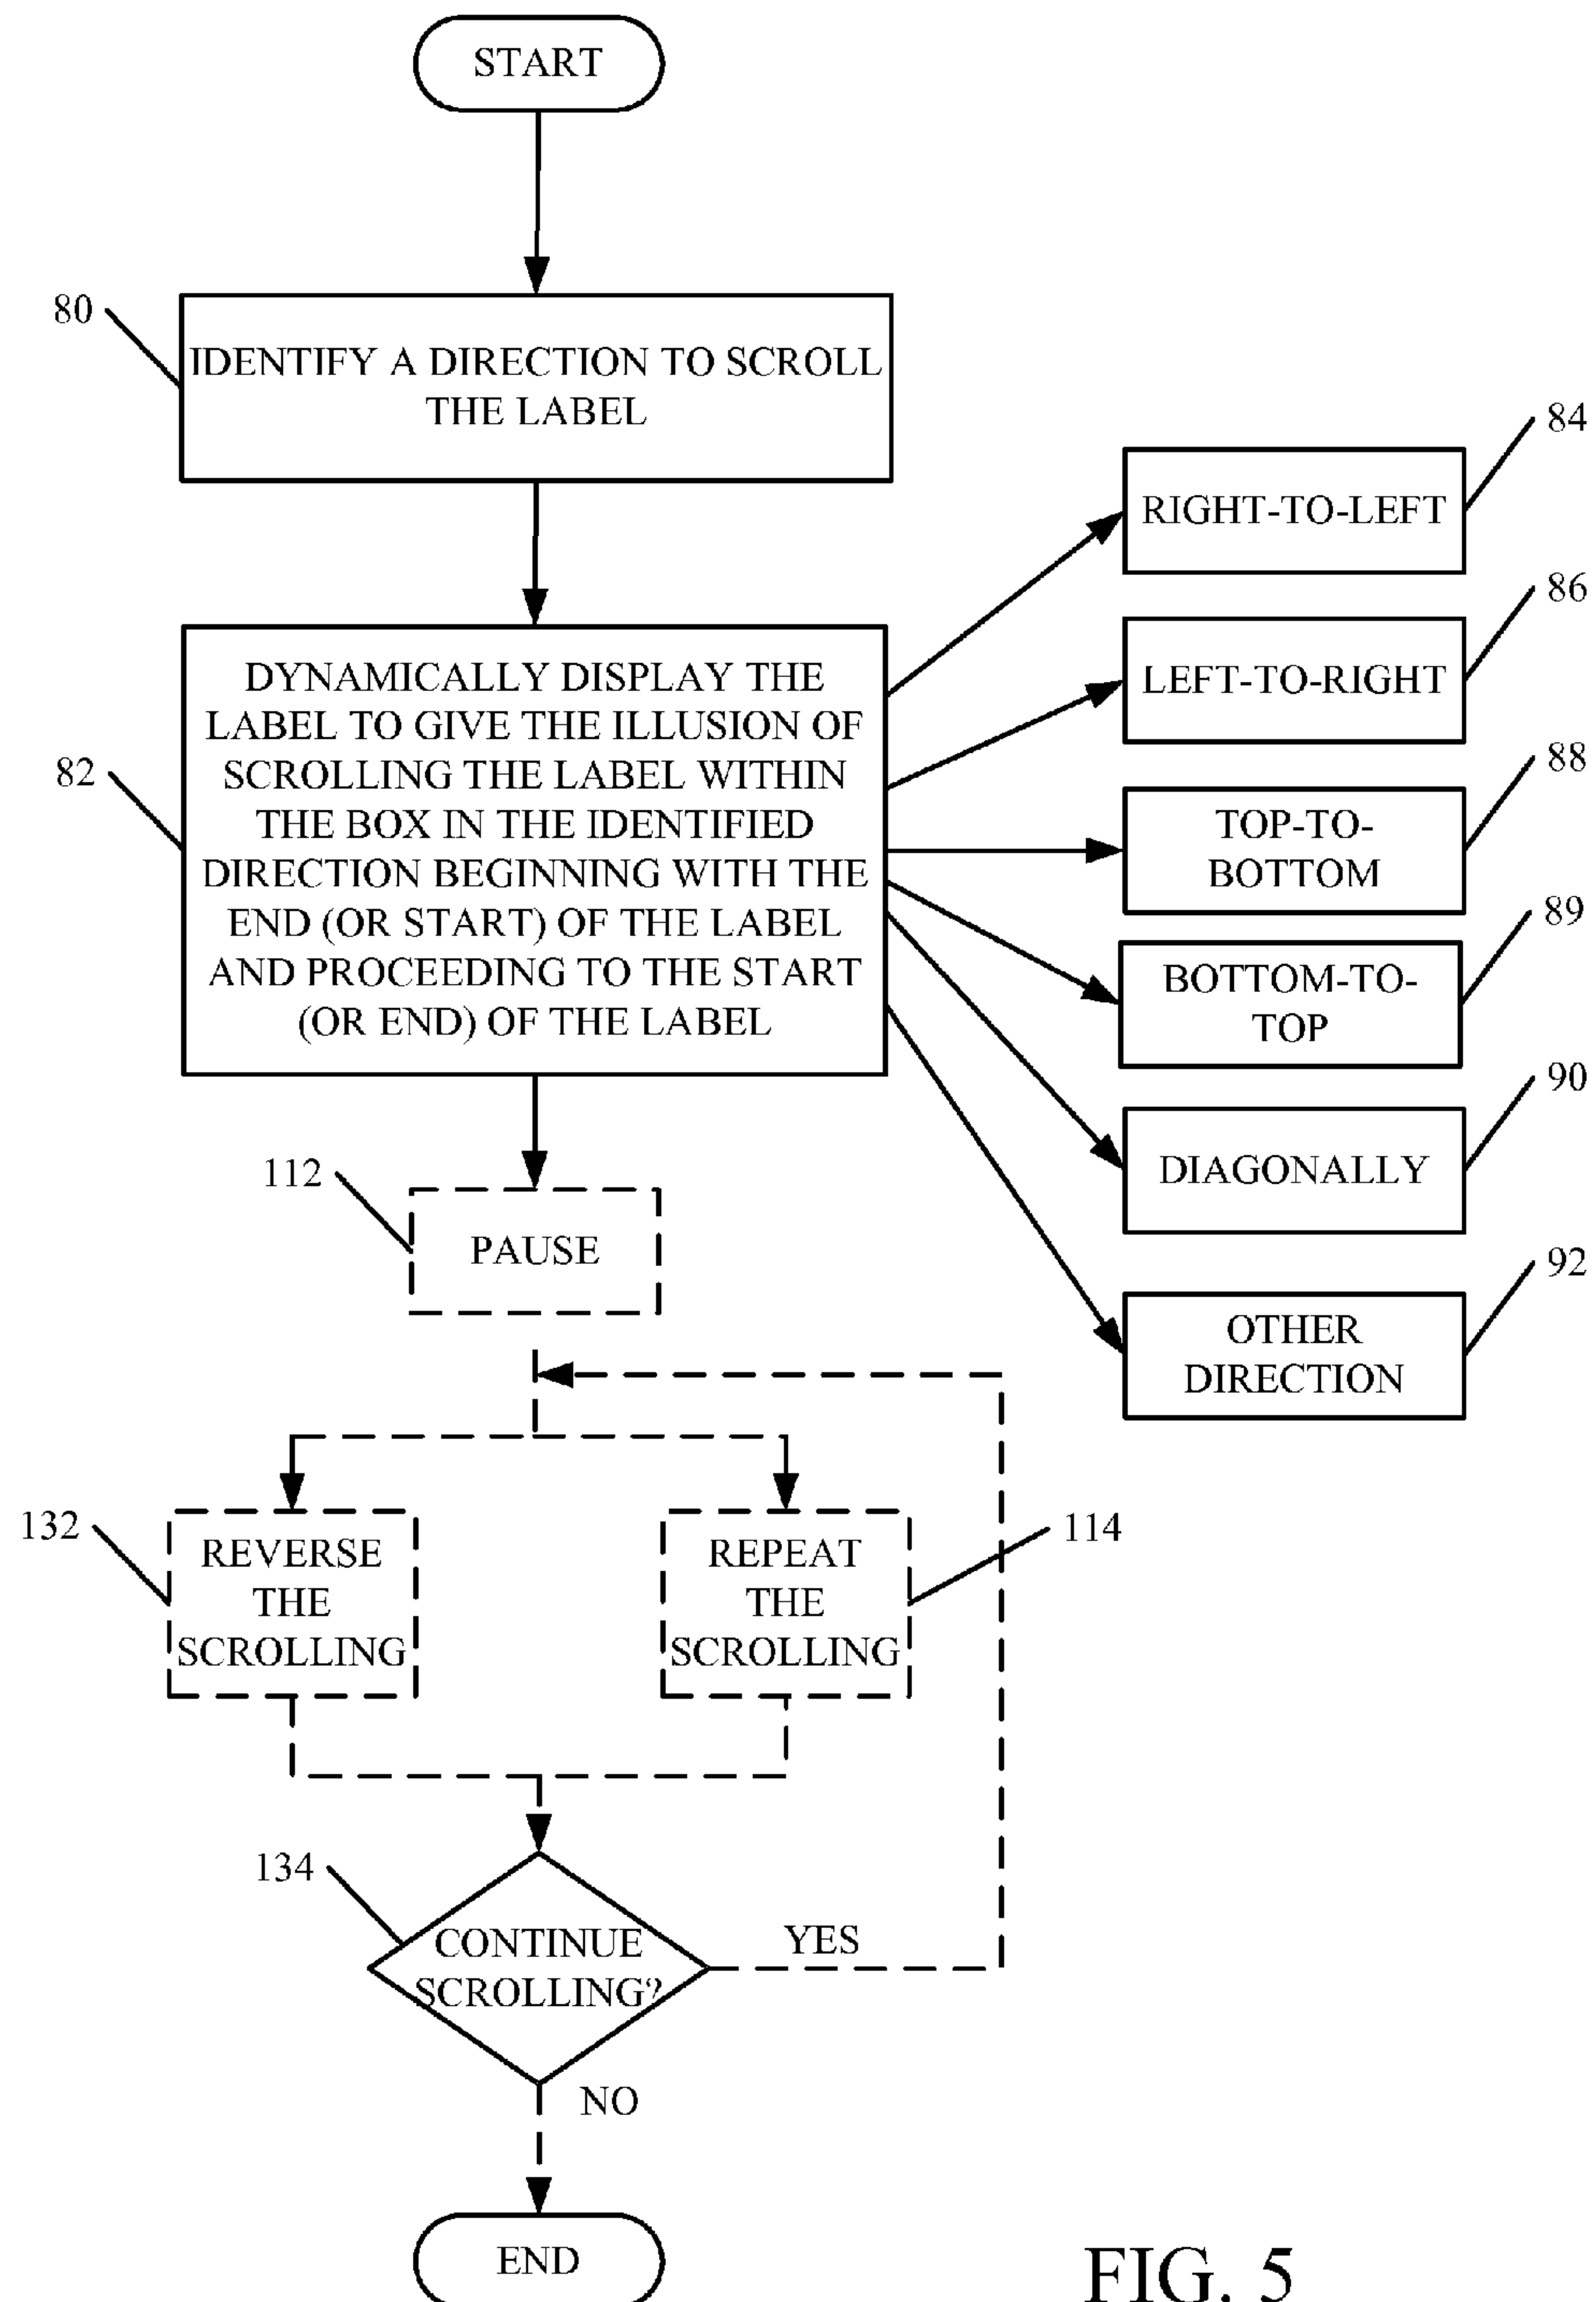 START
80
IDENTIFY A DIRECTION TO SCROLL
THE LABEL
84
RIGHT-TO-LEFT
86
LEFT-TO-RIGHT
82
DYNAMICALLY DISPLAY THE
LABEL TO GIVE THE ILLUSION OF
SCROLLING THE LABEL WITHIN
THE BOX IN THE IDENTIFIED
DIRECTION BEGINNING WITH THE
END (OR START) OF THE LABEL
AND PROCEEDING TO THE START
(OR END) OF THE LABEL
88
TOP-TO-
BOTTOM
89
BOTTOM-TO-
TOP
90
DIAGONALLY
112
PAUSE
92
OTHER
DIRECTION
132
REVERSE
THE
SCROLLING
REPEAT
THE
SCROLLING
114
134
CONTINUE
SCROLLING?
YES
NO
END
FIG. 5